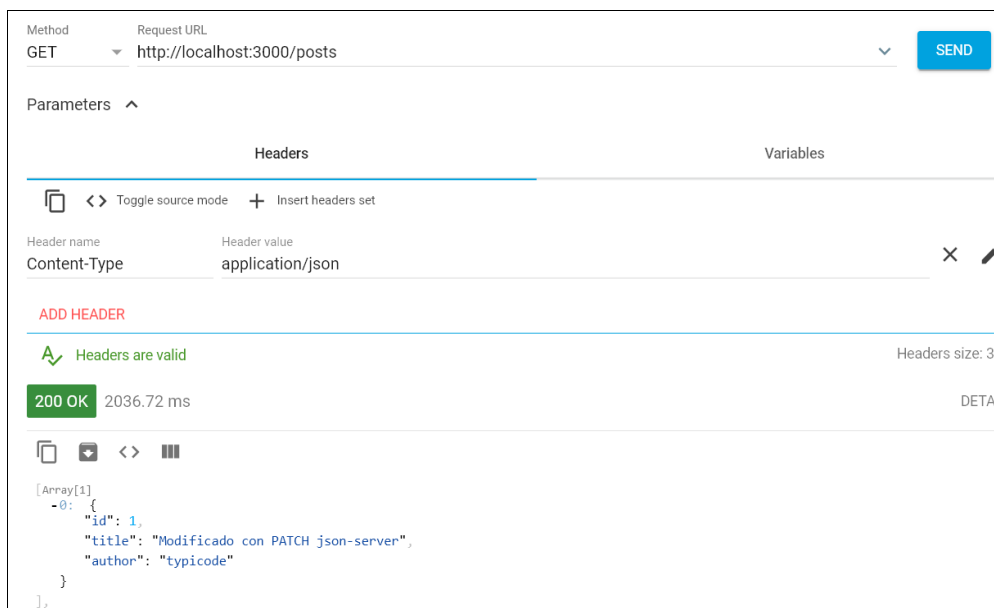 Method
Request URL
GET
http://localhost:3000/posts
SEND
Parameters
Headers
Variables
Toggle source mode
Insert headers set
Header name
Header value
Content-Type
application/json
ADD HEADER
Headers are valid
Headers size: 3
200 OK
2036.72 ms
DETA
[Array[1]
-0: {
"id": 1,
"title": "Modificado con PATCH json-server",
"author": "typicode"
}
],